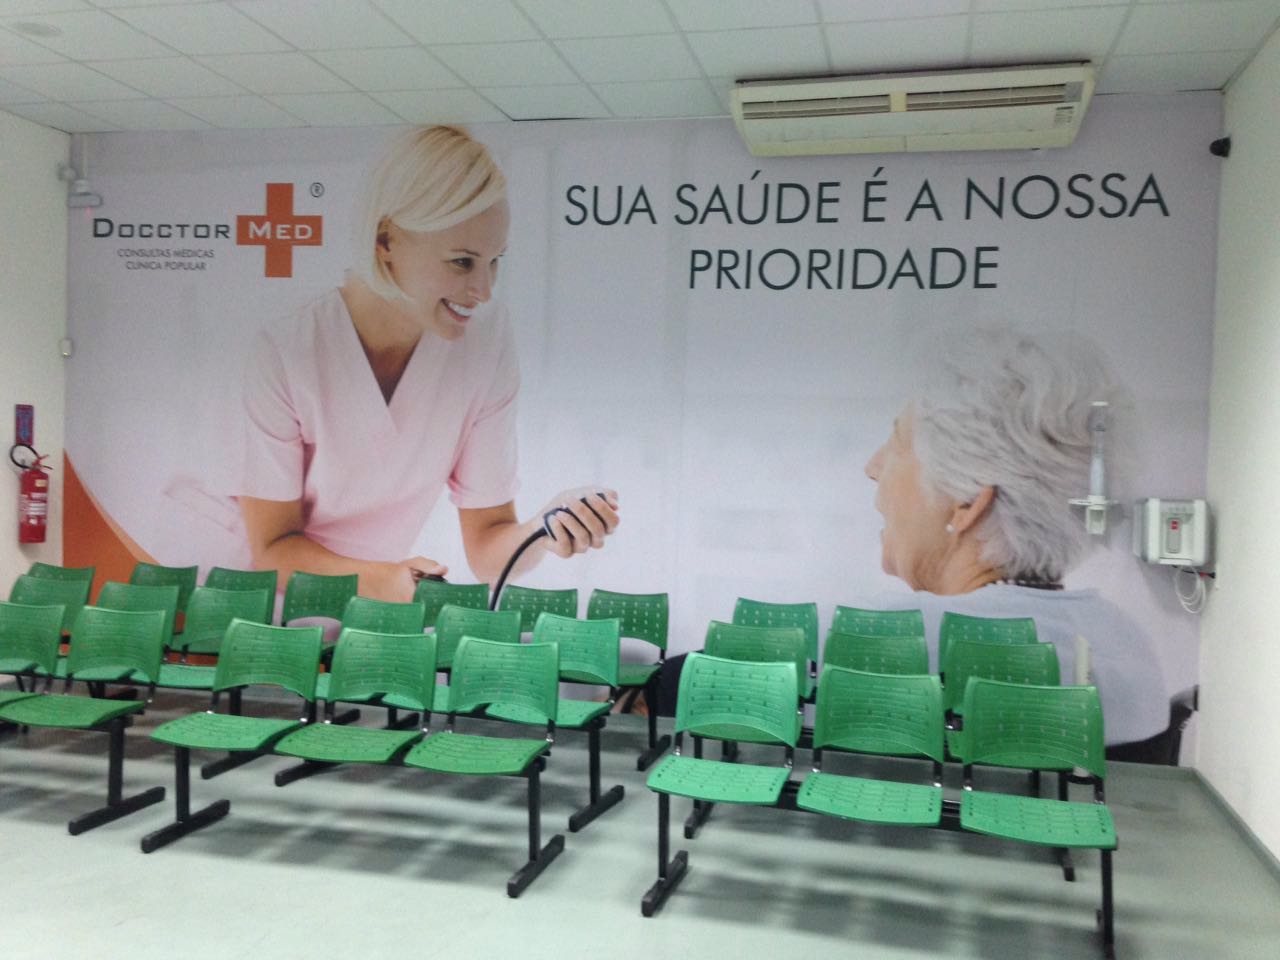 DOCCTOR MED ®
CONSULTAS MÉDICAS
CLÍNICA POPULAR
SUA SAÚDE É A NOSSA
PRIORIDADE